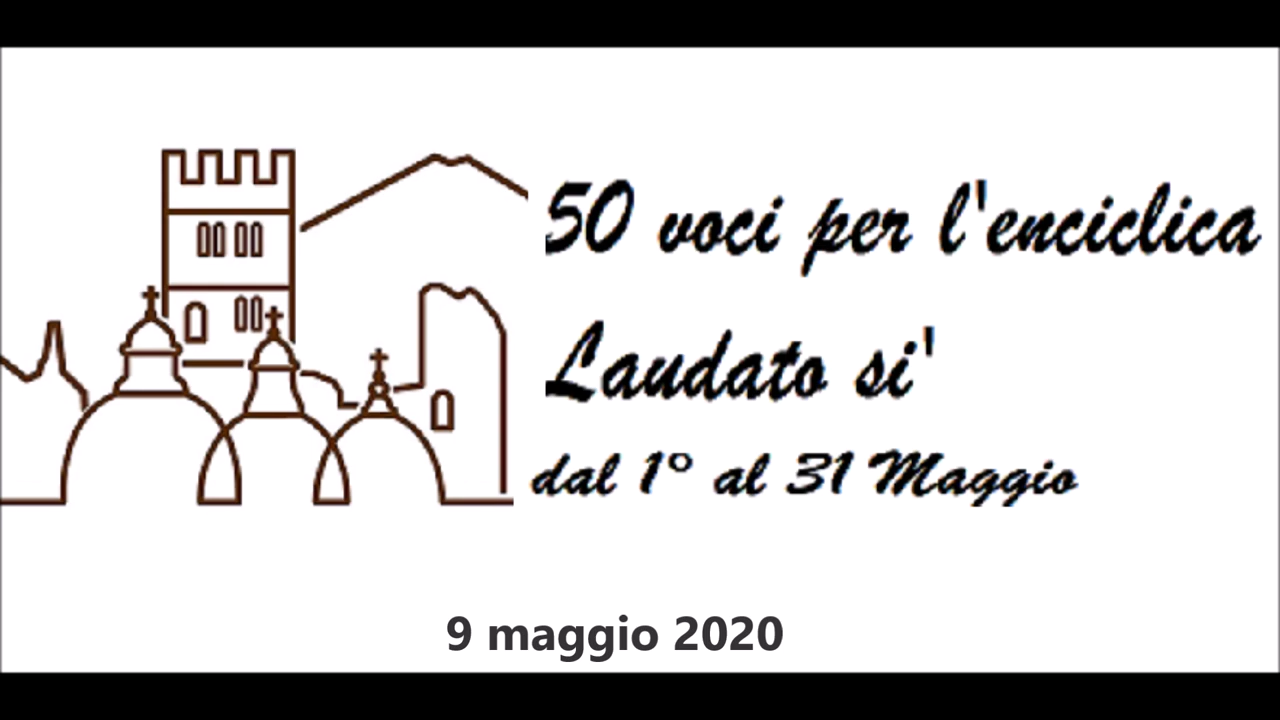 50 voci per l'enciclica
Laudato si'
dal 1° al 31 Maggio
9 maggio 2020